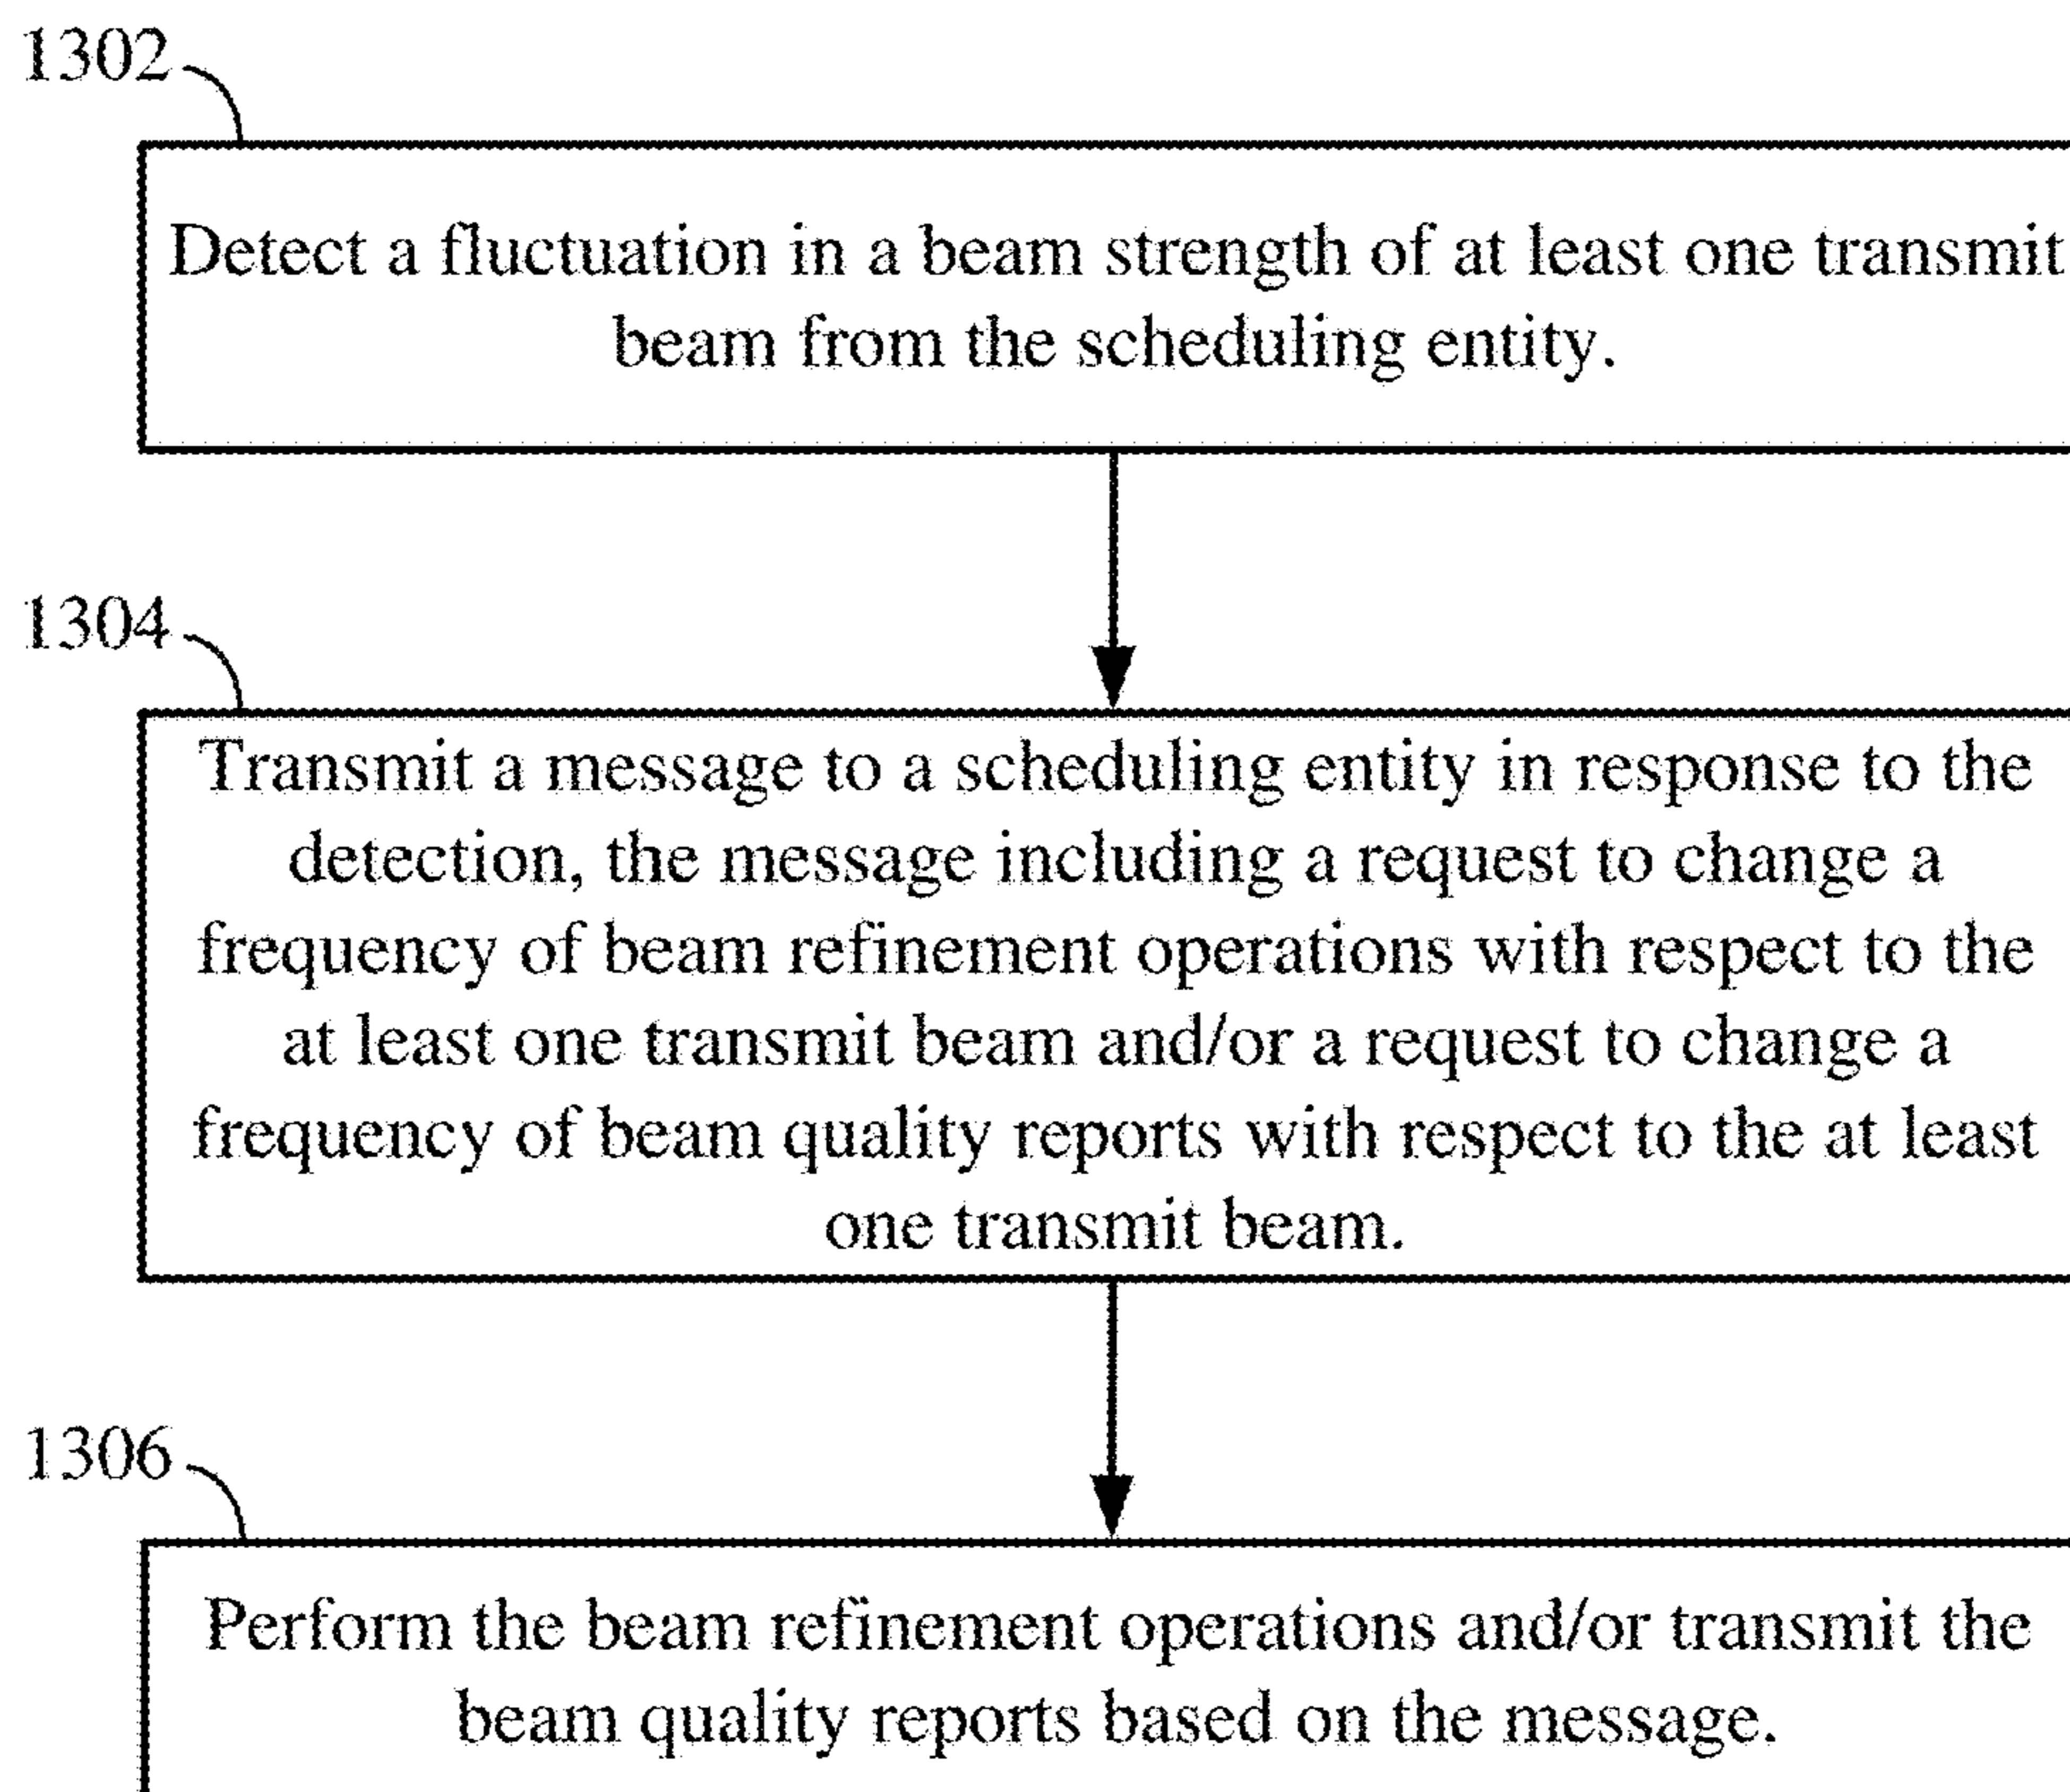 1302
Detect a fluctuation in a beam strength of at least one transmit
beam from the scheduling entity.
1304
Transmit a message to a scheduling entity in response to the
detection, the message including a request to change a
frequency of beam refinement operations with respect to the
at least one transmit beam and/or a request to change a
frequency of beam quality reports with respect to the at least
one transmit beam.
1306
Perform the beam refinement operations and/or transmit the
beam quality reports based on the message.